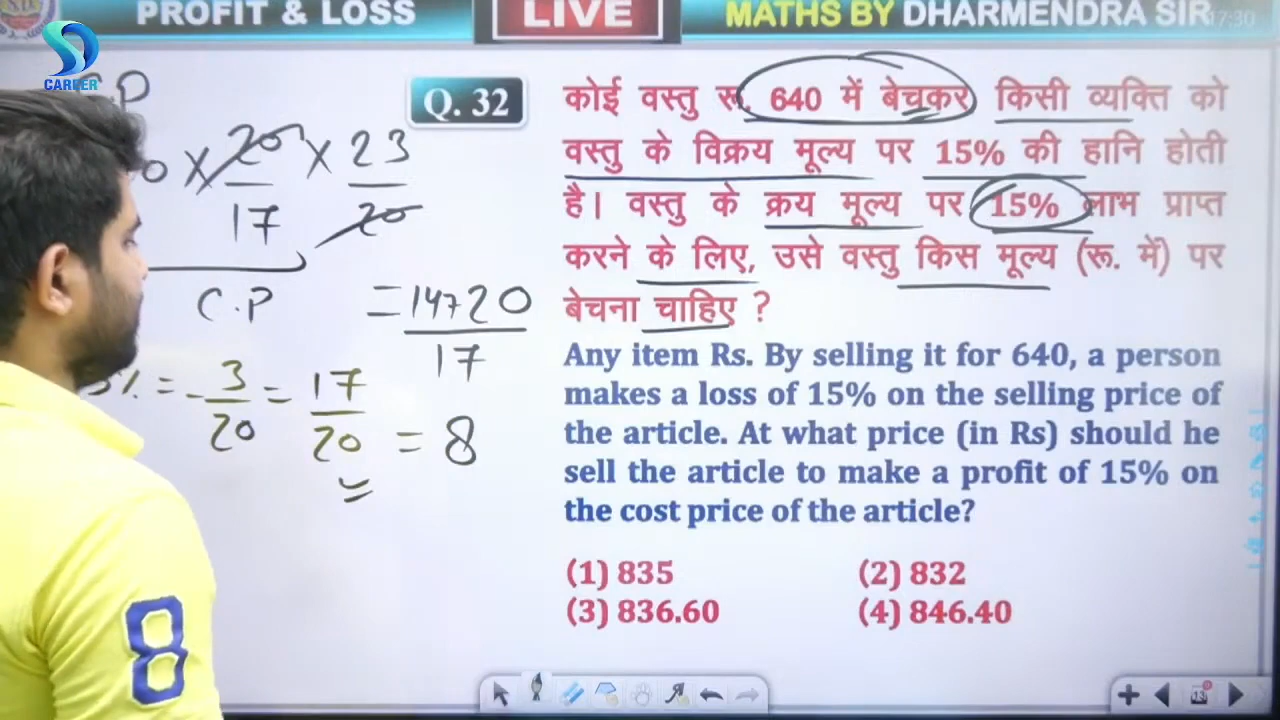 PROFIT & LOSS
LIVE
MATHS BY DHARMENDRA SIR
17:30
CAREER
Q. 32
कोई वस्तु रू. 640 में बेचकर किसी व्यक्ति को
वस्तु के विक्रय मूल्य पर 15% की हानि होती
है। वस्तु के क्रय मूल्य पर 15% लाभ प्राप्त
करने के लिए, उसे वस्तु किस मूल्य (रू. में) पर
बेचना चाहिए ?
Any item Rs. By selling it for 640, a person
makes a loss of 15% on the selling price of
the article. At what price (in Rs) should he
sell the article to make a profit of 15% on
the cost price of the article?
(1) 835 (2) 832
(3) 836.60 (4) 846.40
× 20/17 × 23/20
C.P
= 14720/17
% = - 3/20 = 17/20
= 8
8
13